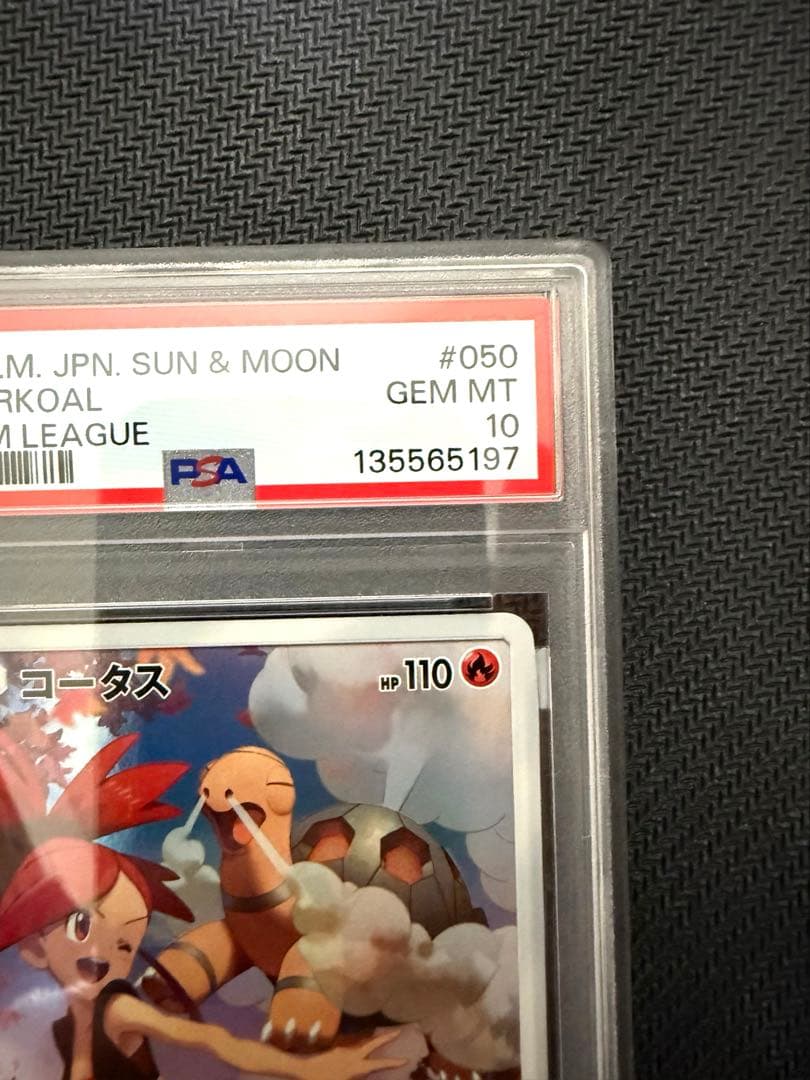 .M. JPN. SUN & MOON #050
RKOAL GEM MT
M LEAGUE 10
PSA 135565197
コータス HP 110